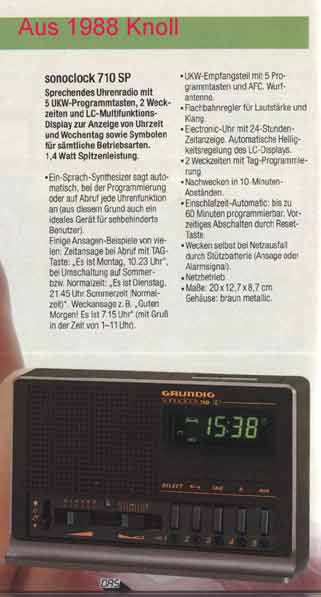 Aus 1988 Knoll
sonoclock 710 SP
Sprechendes Uhrenradio mit
5 UKW-Programmtasten, 2 Weck-
zeiten und LC-Multifunktions-
Display zur Anzeige von Uhrzeit
und Wochentag sowie Symbolen
für sämtliche Betriebsarten.
1,4 Watt Spitzenleistung.
• Ein Sprach-Synthesizer sagt auto-
matisch, bei der Programmierung
oder auf Abruf jede Uhrenfunktion
an (aus diesem Grund auch ein
ideales Gerät für sehbehinderte
Benutzer).
Einige Ansagen-Beispiele von vie-
len: Zeitansage bei Abruf mit TAG-
Taste: „Es ist Montag, 10.23 Uhr",
bei Umschaltung auf Sommer-
bzw. Normalzeit: „Es ist Dienstag,
21.45 Uhr Sommerzeit (Normal-
zeit)". Weckansage z. B. „Guten
Morgen! Es ist 7.15 Uhr" (mit Gruß
in der Zeit von 1–11 Uhr).
• UKW-Empfangsteil mit 5 Pro-
grammtasten und AFC. Wurf-
antenne.
• Flachbahnregler für Lautstärke und
Klang.
• Electronic-Uhr mit 24-Stunden-
Zeitanzeige. Automatische Hellig-
keitsregelung des LC-Displays.
• 2 Weckzeiten mit Tag-Programmie-
rung.
• Nachwecken in 10-Minuten-
Abständen.
• Einschlafzeit-Automatic: bis zu
60 Minuten programmierbar. Vor-
zeitiges Abschalten durch Reset-
Taste.
• Wecken selbst bei Netzausfall
durch Stützbatterie (Ansage oder
Alarmsignal).
• Netzbetrieb.
• Maße: 20 x 12,7 x 8,7 cm.
Gehäuse: braun metallic.
GRUNDIG
sonoclock 710 SP
15:38
SELECT TAG
1 2 3 4 5
DAS